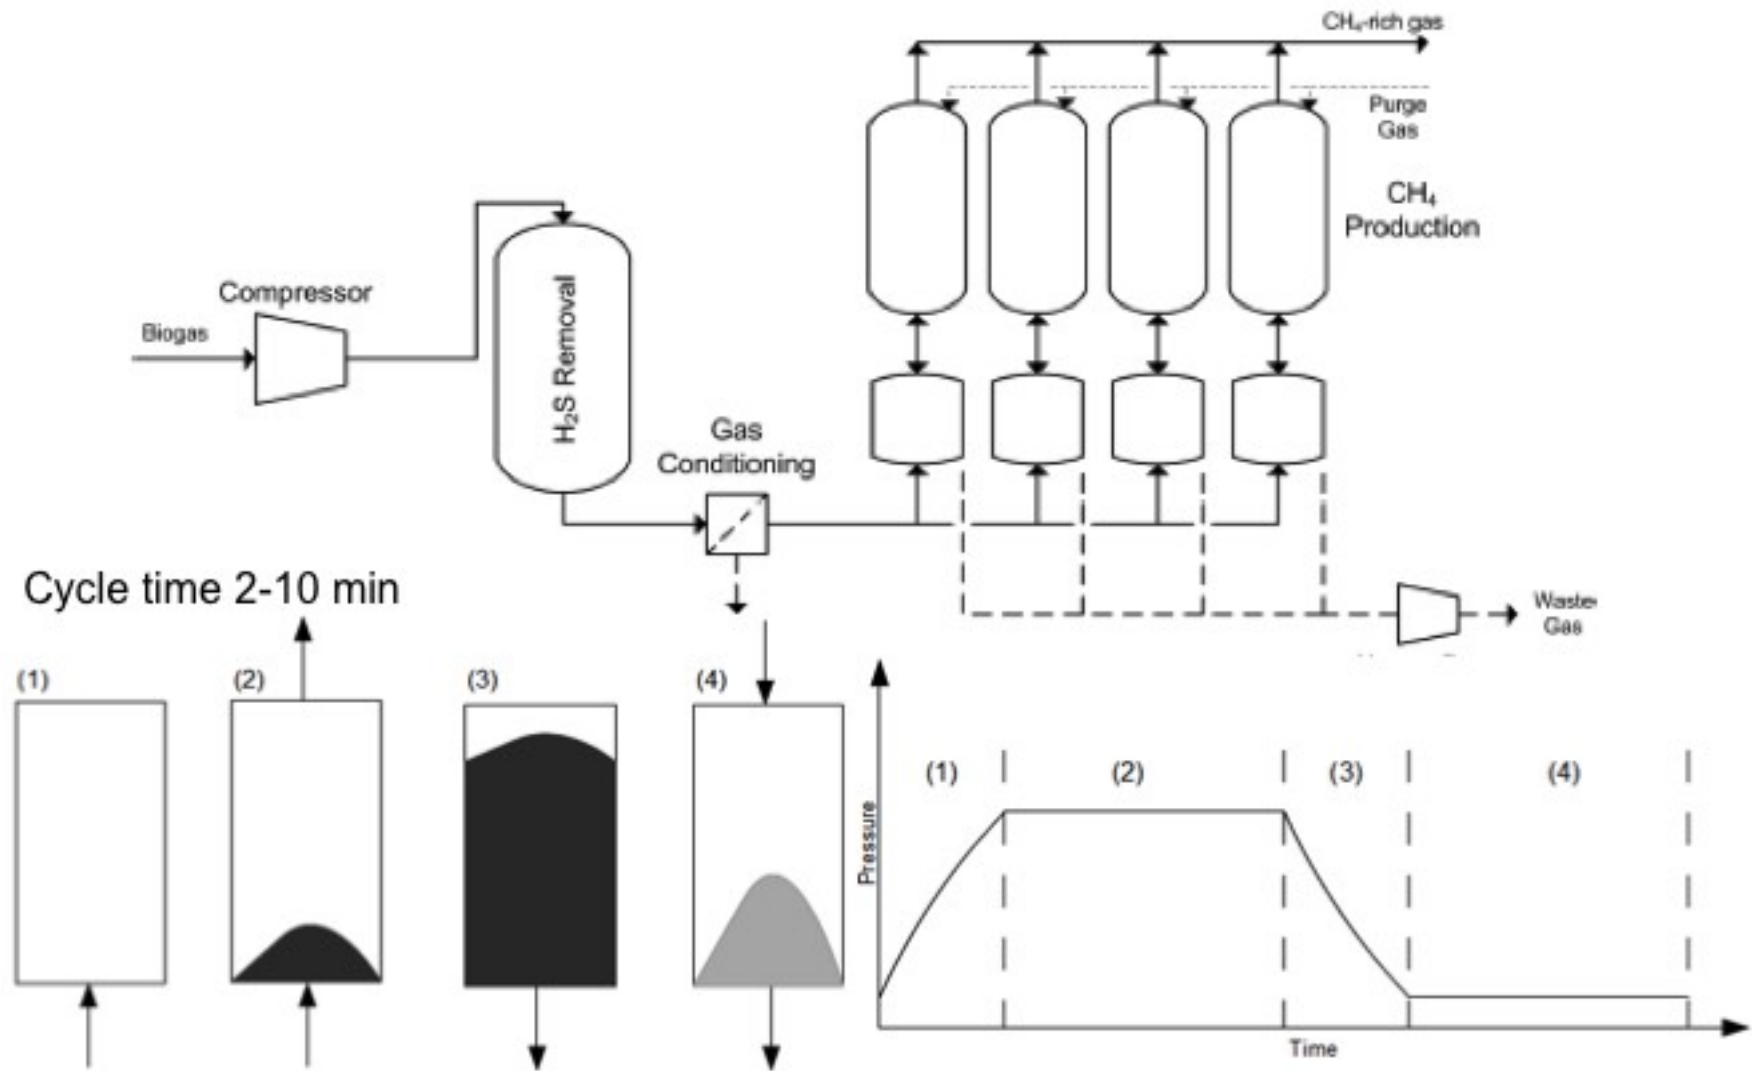 CH₄-rich gas
Purge
Gas
CH₄
Production
Compressor
Biogas
H₂S Removal
Gas
Conditioning
Cycle time 2-10 min
Waste
Gas
(1)
(2)
(3)
(4)
(1)
(2)
(3)
(4)
Pressure
Time